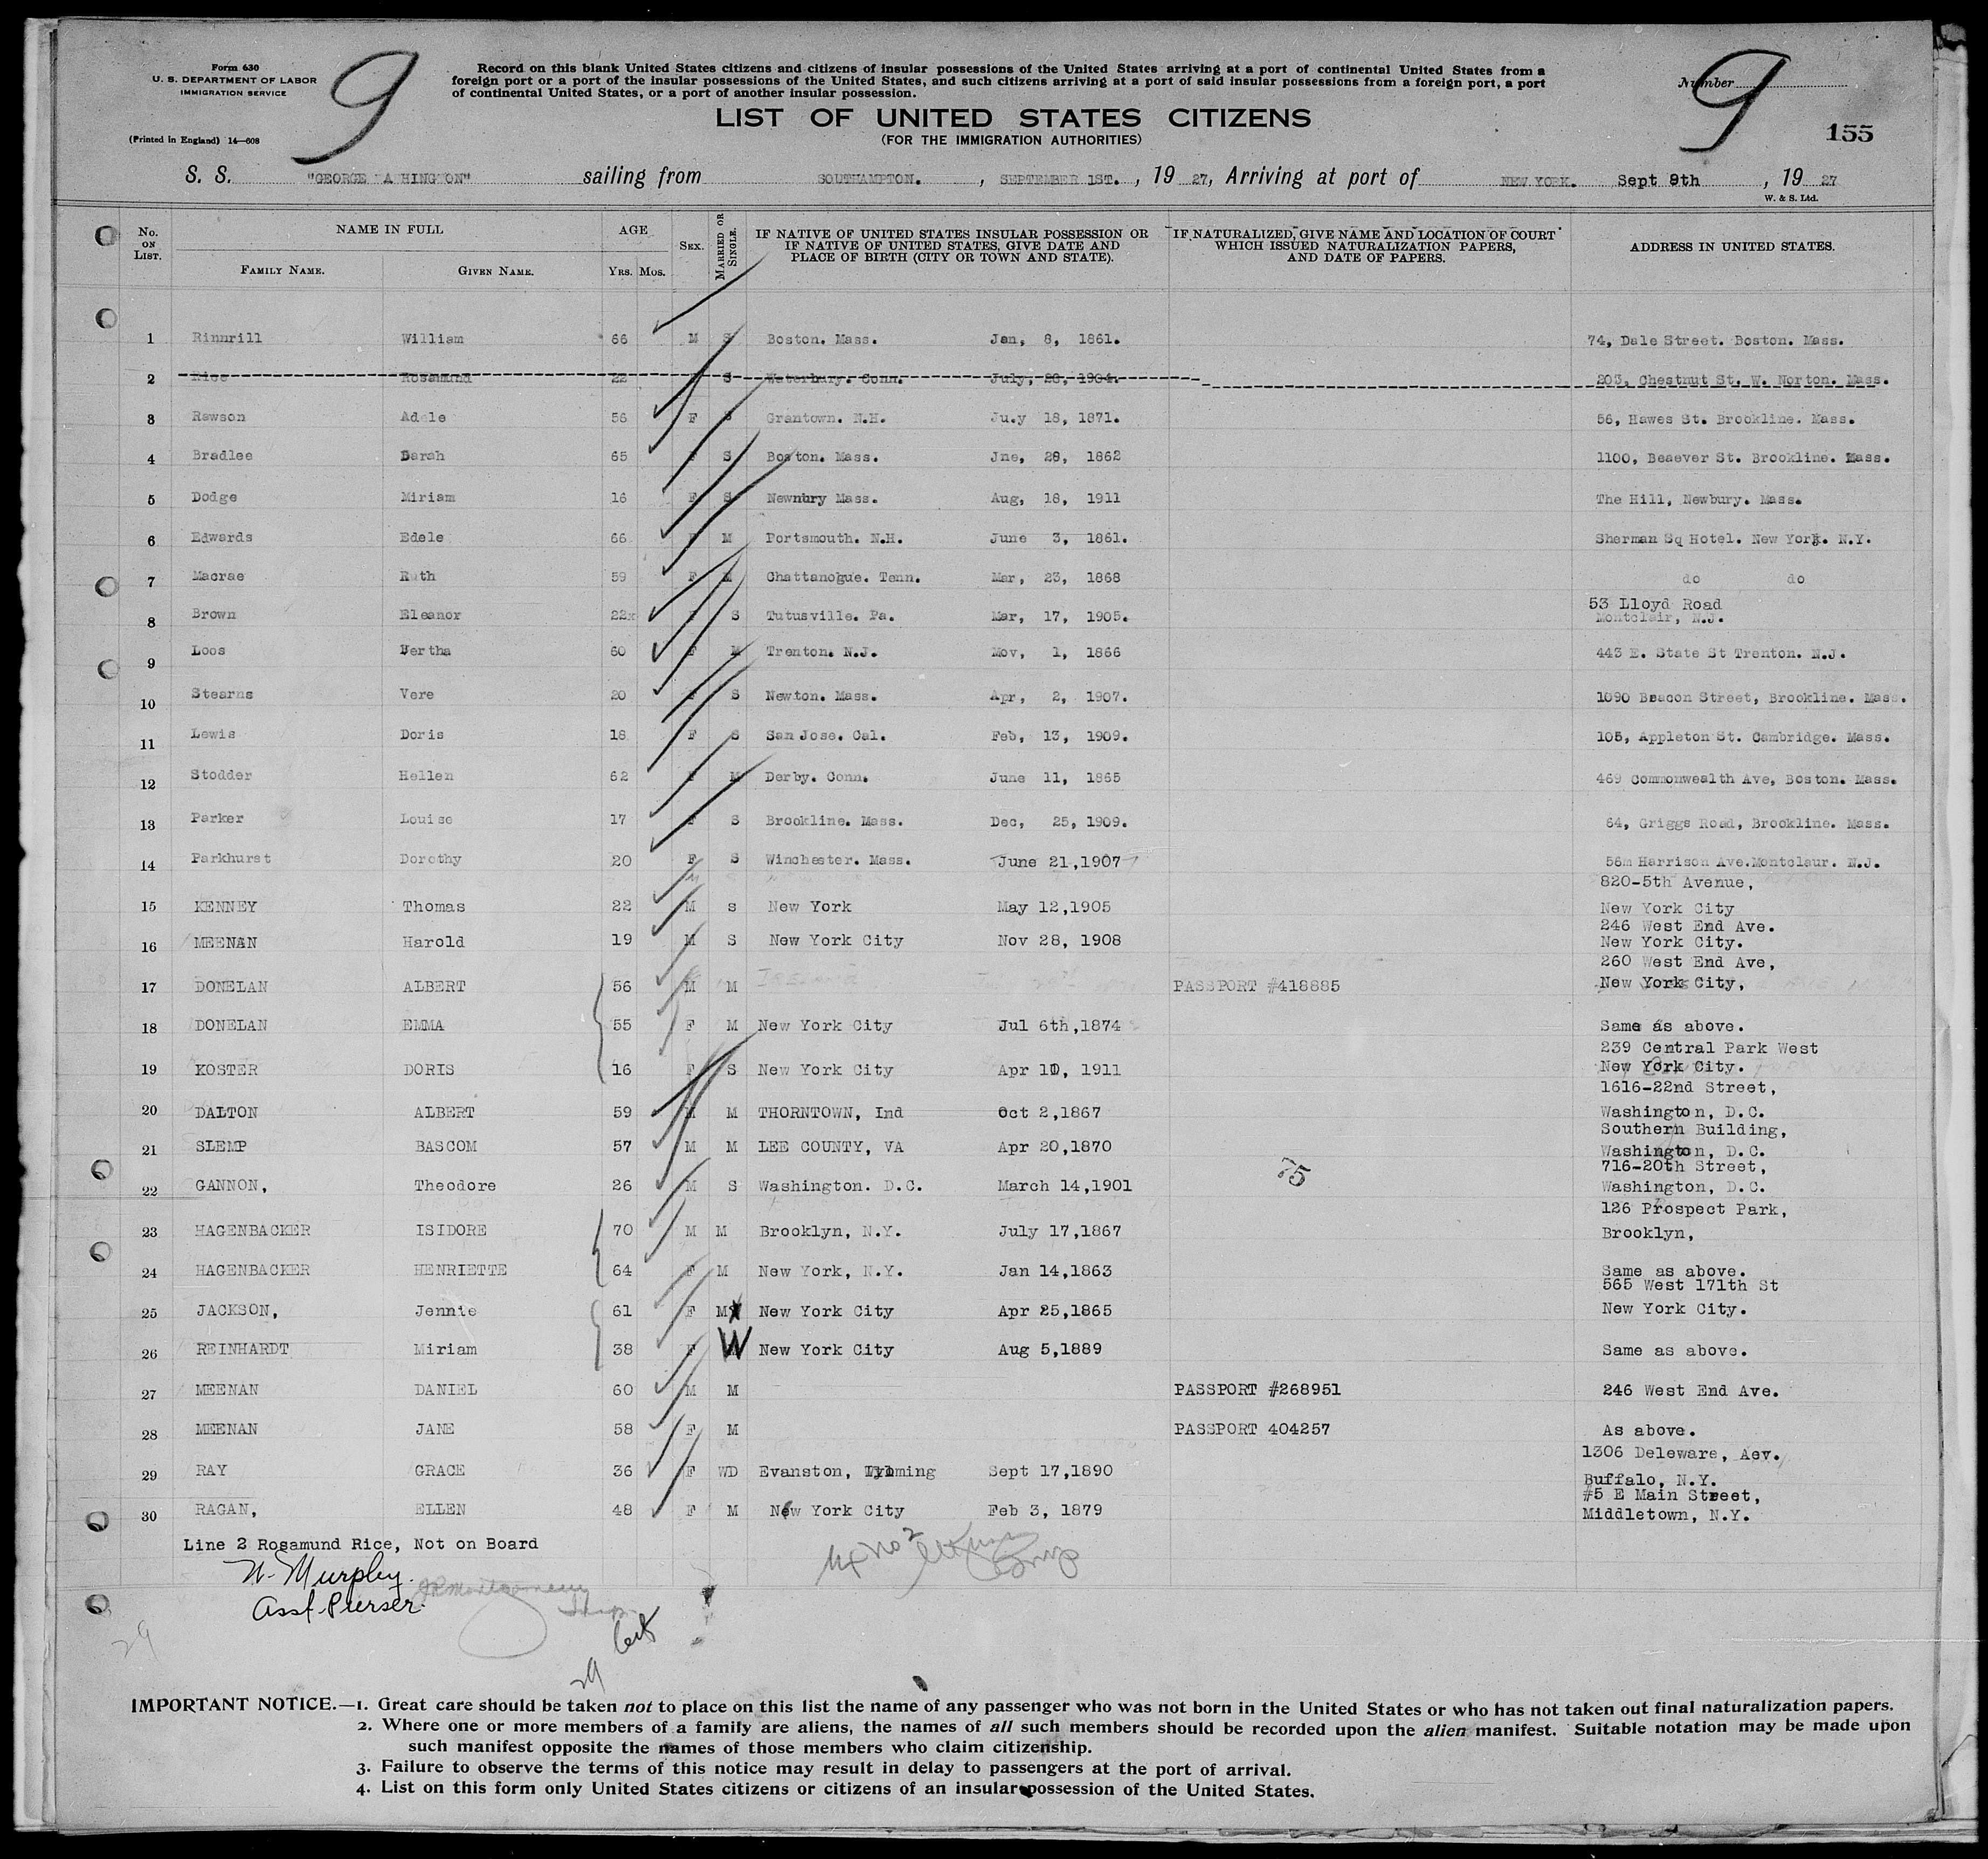 Form 630
U. S. DEPARTMENT OF LABOR
IMMIGRATION SERVICE
(Printed in England) 14—608
9
Record on this blank United States citizens and citizens of insular possessions of the United States arriving at a port of continental United States from a
foreign port or a port of the insular possessions of the United States, and such citizens arriving at a port of said insular possessions from a foreign port, a port
of continental United States, or a port of another insular possession.
LIST OF UNITED STATES CITIZENS
(FOR THE IMMIGRATION AUTHORITIES)
Number
9
155
S. S. "GEORGE A HINGTON" sailing from SOUTHAMPTON. , SEPTEMBER 1ST. , 19 27, Arriving at port of NEW YORK. Sept 9th , 19 27
W. & S. Ltd.
No. ON LIST. NAME IN FULL FAMILY NAME. GIVEN NAME. AGE YRS. MOS. SEX. MARRIED OR SINGLE. IF NATIVE OF UNITED STATES INSULAR POSSESSION OR IF NATIVE OF UNITED STATES, GIVE DATE AND PLACE OF BIRTH (CITY OR TOWN AND STATE). IF NATURALIZED, GIVE NAME AND LOCATION OF COURT WHICH ISSUED NATURALIZATION PAPERS, AND DATE OF PAPERS. ADDRESS IN UNITED STATES.
1 Rinnrill William 66 M S Boston. Mass. Jan, 8, 1861. 74, Dale Street. Boston. Mass.
2 Rice Rosamund 22 S Waterbury. Conn. July, 28, 1904. 203, Chestnut St. W. Norton. Mass.
3 Rawson Adele 56 F S Grantown. N.H. Ju.y 18, 1871. 56, Hawes St. Brookline. Mass.
4 Bradlee Sarah 65 F S Boston. Mass. Jne, 28, 1862 1100, Beaever St. Brookline. Mass.
5 Dodge Miriam 16 F S Newnbry Mass. Aug, 18, 1911 The Hill, Newbury. Mass.
6 Edwards Edele 66 F M Portsmouth. N.H. June 3, 1861. Sherman Sq Hotel. New York. N.Y.
7 Macrae Ruth 59 F M Chattanogue. Tenn. Mar, 23, 1868 do do
8 Brown Eleanor 22x F S Tutusville. Pa. Mar, 17, 1905. 53 Lloyd Road
Montclair, N.J.
9 Loos Bertha 60 F M Trenton. N.J. Nov, 1, 1866 443 E. State St Trenton. N.J.
10 Stearns Vere 20 F S Newton. Mass. Apr, 2, 1907. 1090 Beacon Street, Brookline. Mass.
11 Lewis Doris 18 F S San Jose. Cal. Feb, 13, 1909. 105, Appleton St. Cambridge. Mass.
12 Stodder Hellen 62 F M Derby. Conn. June 11, 1865 469 Commonwealth Ave, Boston. Mass.
13 Parker Louise 17 F S Brookline. Mass. Dec, 25, 1909. 64, Griggs Road, Brookline. Mass.
14 Parkhurst Dorothy 20 F S Winchester. Mass. June 21,1907 56m Harrison Ave.Montclaur. N.J.
820-5th Avenue,
15 KENNEY Thomas 22 M s New York May 12,1905 New York City
246 West End Ave.
16 MEENAN Harold 19 M S New York City Nov 28, 1908 New York City.
260 West End Ave,
17 DONELAN ALBERT 56 M M IRELAND PASSPORT #418885 New York City,
18 DONELAN EMMA 55 F M New York City Jul 6th,1874 Same as above.
239 Central Park West
19 KOSTER DORIS 16 F S New York City Apr 10, 1911 New York City.
1616-22nd Street,
20 DALTON ALBERT 59 M M THORNTOWN, Ind Oct 2,1867 Washington, D.C.
Southern Building,
21 SLEMP BASCOM 57 M M LEE COUNTY, VA Apr 20,1870 Washington, D.C.
75
716-20th Street,
22 GANNON, Theodore 26 M S Washington. D.C. March 14,1901 Washington, D.C.
126 Prospect Park,
23 HAGENBACKER ISIDORE 70 M M Brooklyn, N.Y. July 17,1867 Brooklyn,
24 HAGENBACKER HENRIETTE 64 F M New York, N.Y. Jan 14,1863 Same as above.
565 West 171th St
25 JACKSON, Jennie 61 F M New York City Apr 25,1865 New York City.
26 REINHARDT Miriam 38 F W New York City Aug 5,1889 Same as above.
27 MEENAN DANIEL 60 M M PASSPORT #268951 246 West End Ave.
28 MEENAN JANE 58 F M PASSPORT 404257 As above.
1306 Deleware, Aev.
29 RAY GRACE 36 F WD Evanston, Wyoming Sept 17,1890 Buffalo, N.Y.
#5 E Main Street,
30 RAGAN, ELLEN 48 F M New York City Feb 3, 1879 Middletown, N.Y.
Line 2 Rosamund Rice, Not on Board
N. Murphy.
Asst. Purser.
29
29
IMPORTANT NOTICE.—1. Great care should be taken not to place on this list the name of any passenger who was not born in the United States or who has not taken out final naturalization papers.
2. Where one or more members of a family are aliens, the names of all such members should be recorded upon the alien manifest. Suitable notation may be made upon
such manifest opposite the names of those members who claim citizenship.
3. Failure to observe the terms of this notice may result in delay to passengers at the port of arrival.
4. List on this form only United States citizens or citizens of an insular possession of the United States.